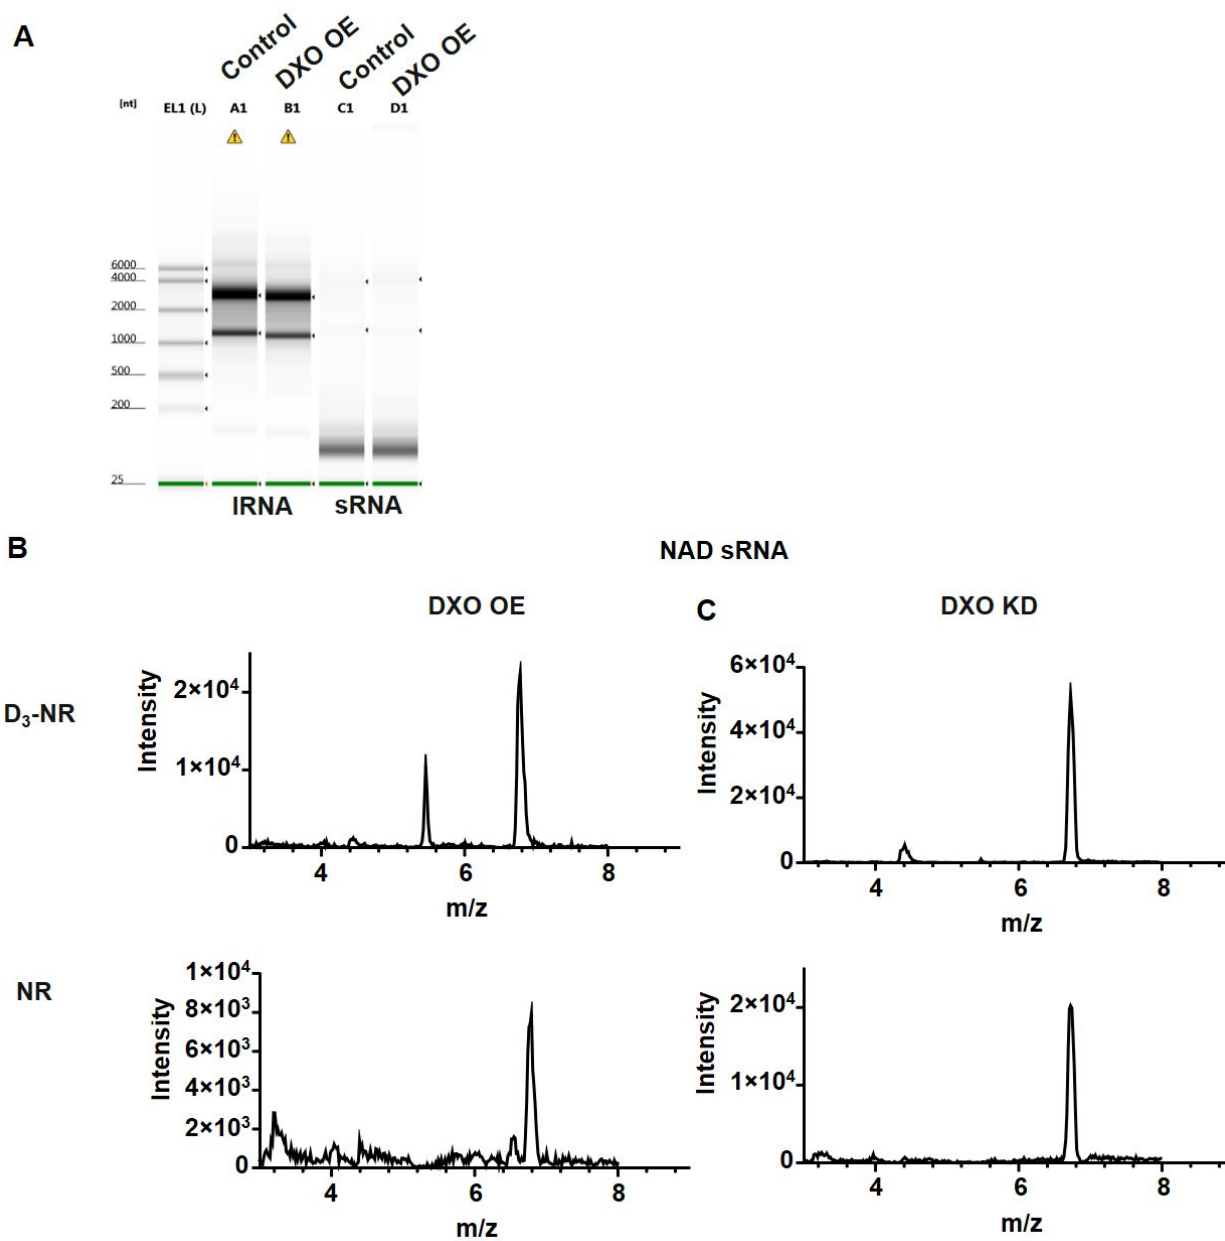 A
Control
DXO OE
Control
DXO OE
[nt]
EL1 (L)
A1
B1
C1
D1
6000
4000
2000
1000
500
200
25
lRNA
sRNA
B
NAD sRNA
DXO OE
C
DXO KD
D₃-NR
Intensity
2×10⁴
1×10⁴
0
4
6
8
m/z
Intensity
6×10⁴
4×10⁴
2×10⁴
0
4
6
8
m/z
NR
Intensity
1×10⁴
8×10³
6×10³
4×10³
2×10³
0
4
6
8
m/z
Intensity
2×10⁴
1×10⁴
0
4
6
8
m/z